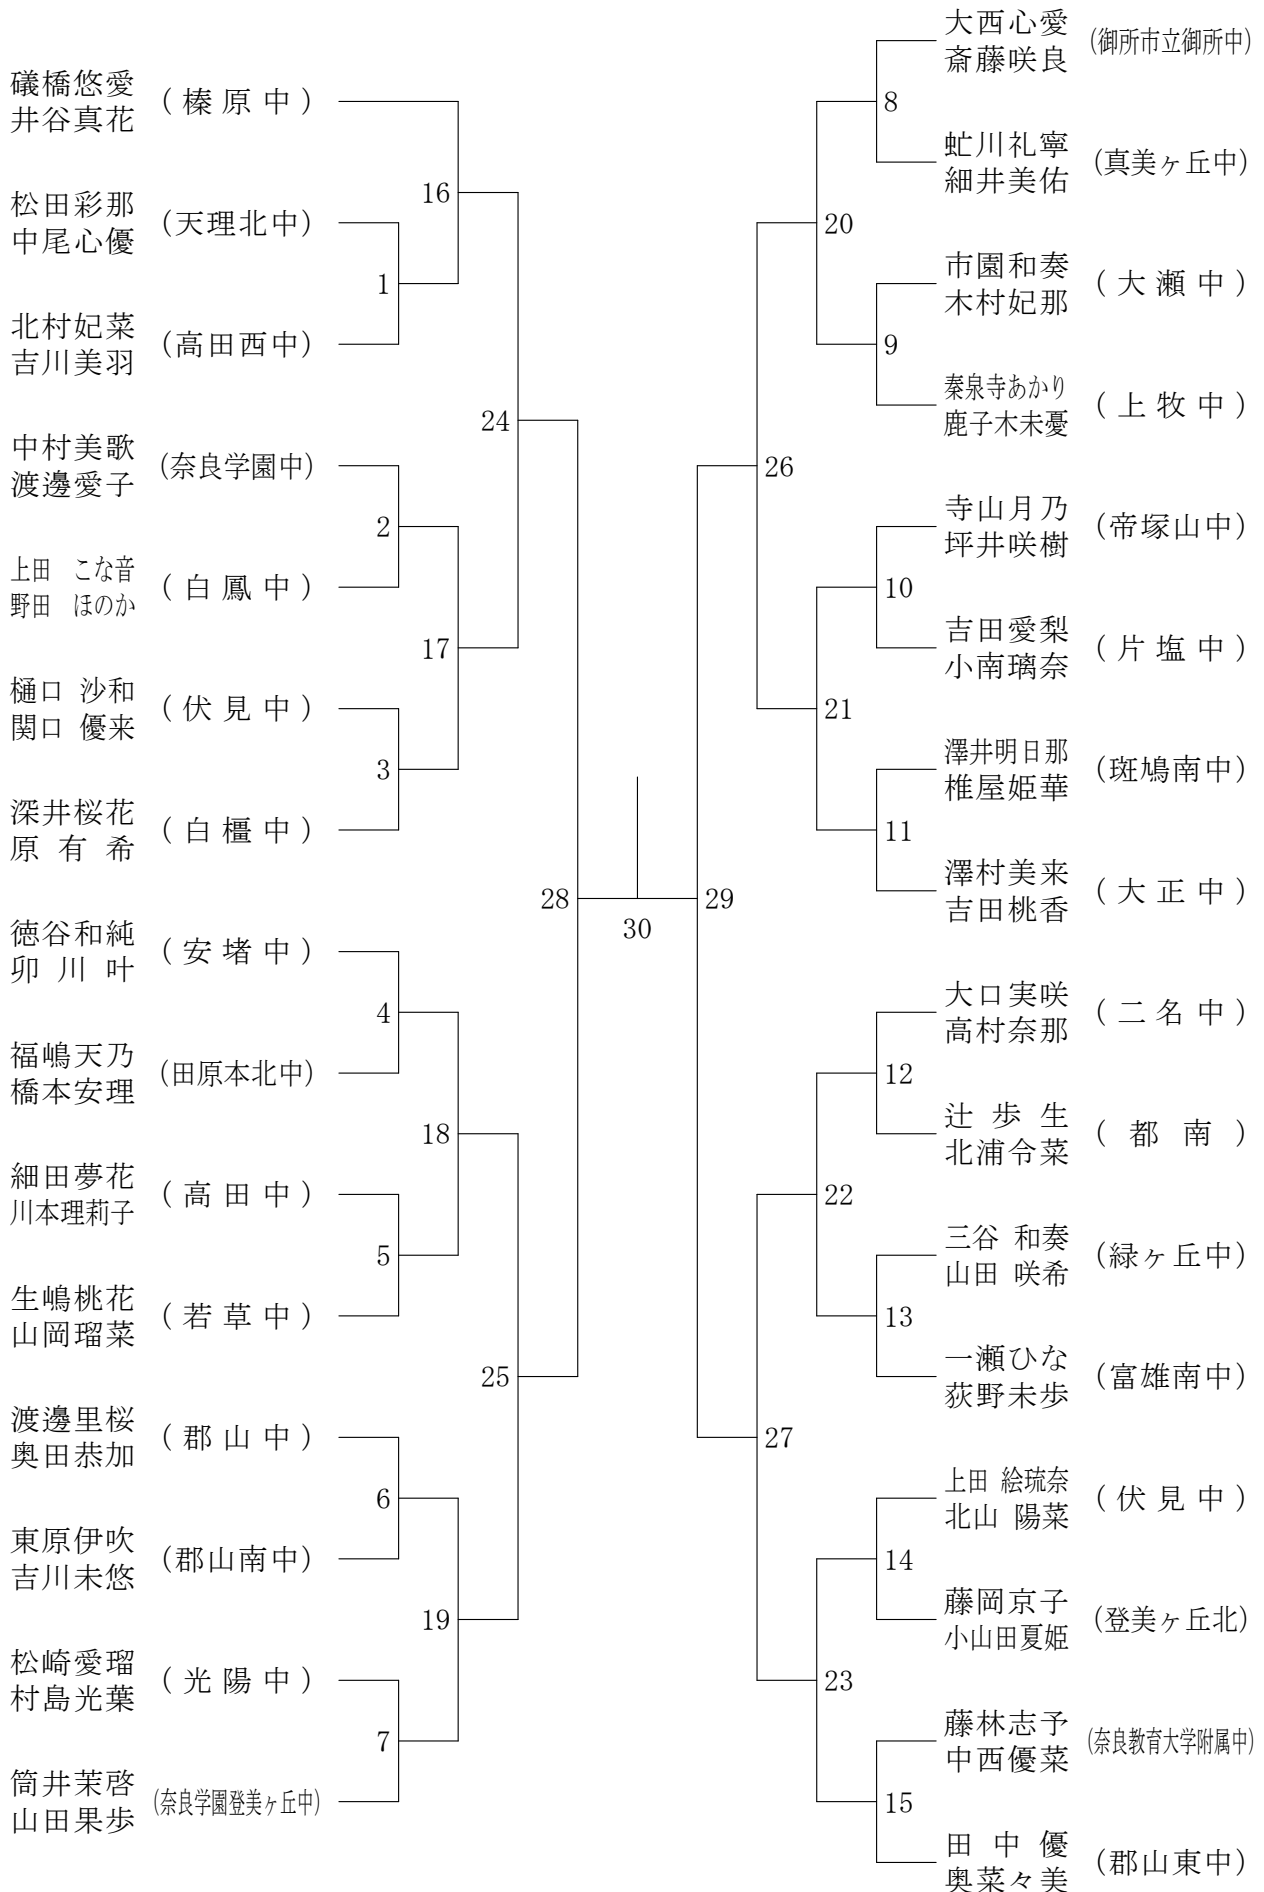 礒橋悠愛
井谷真花
(榛原中)
松田彩那
中尾心優
(天理北中)
北村妃菜
吉川美羽
(高田西中)
中村美歌
渡邊愛子
(奈良学園中)
上田　こな音
野田　ほのか
(白鳳中)
樋口 沙和
関口 優来
(伏見中)
深井桜花
原有希
(白橿中)
徳谷和純
卯川叶
(安堵中)
福嶋天乃
橋本安理
(田原本北中)
細田夢花
川本理莉子
(高田中)
生嶋桃花
山岡瑠菜
(若草中)
渡邊里桜
奥田恭加
(郡山中)
東原伊吹
吉川未悠
(郡山南中)
松崎愛瑠
村島光葉
(光陽中)
筒井茉啓
山田果歩
(奈良学園登美ヶ丘中)
1
2
3
4
5
6
7
16
17
18
19
24
25
28
30
29
26
27
20
21
22
23
8
9
10
11
12
13
14
15
大西心愛
斎藤咲良
(御所市立御所中)
虻川礼寧
細井美佑
(真美ヶ丘中)
市園和奏
木村妃那
(大瀬中)
秦泉寺あかり
鹿子木未憂
(上牧中)
寺山月乃
坪井咲樹
(帝塚山中)
吉田愛梨
小南璃奈
(片塩中)
澤井明日那
椎屋姫華
(斑鳩南中)
澤村美来
吉田桃香
(大正中)
大口実咲
高村奈那
(二名中)
辻歩生
北浦令菜
(都南)
三谷 和奏
山田 咲希
(緑ヶ丘中)
一瀬ひな
荻野未歩
(富雄南中)
上田 絵琉奈
北山 陽菜
(伏見中)
藤岡京子
小山田夏姫
(登美ヶ丘北)
藤林志予
中西優菜
(奈良教育大学附属中)
田中優
奥菜々美
(郡山東中)